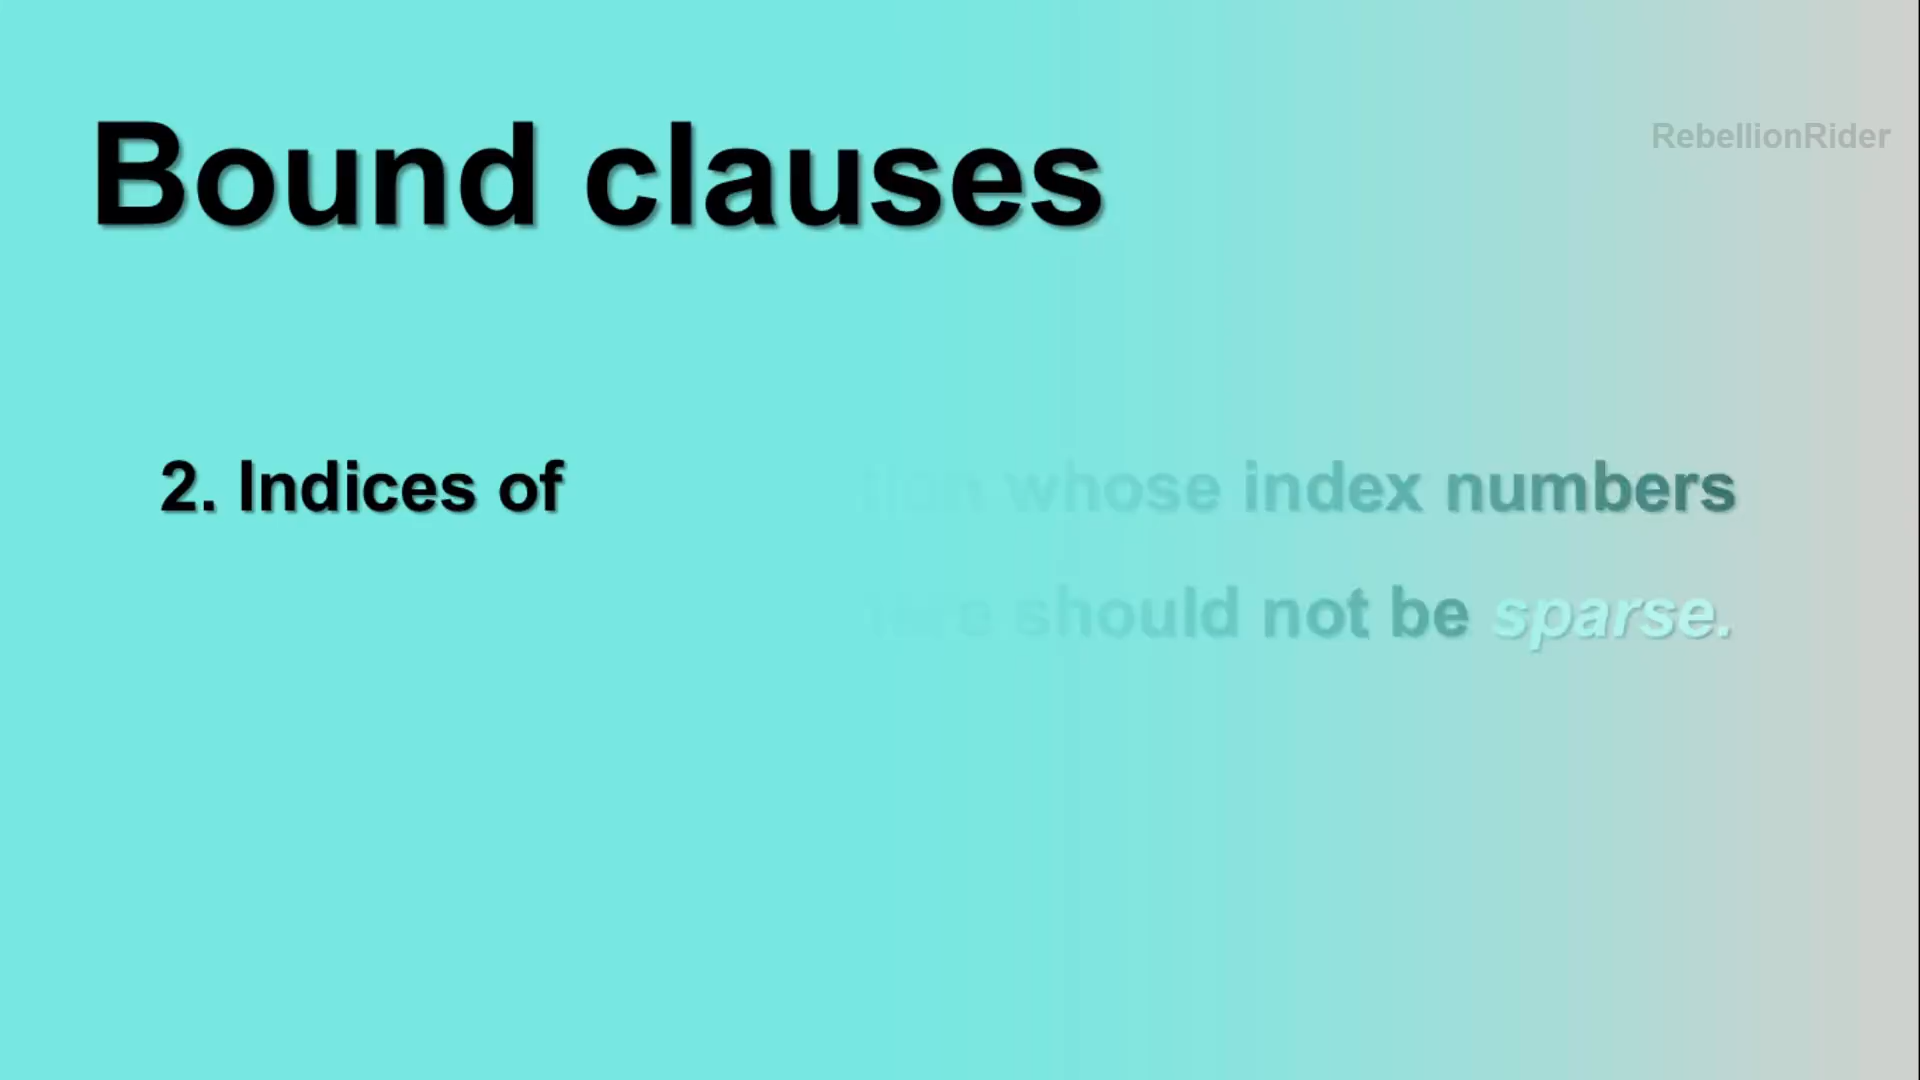 Bound clauses
RebellionRider
2. Indices of
whose index numbers
should not be sparse.